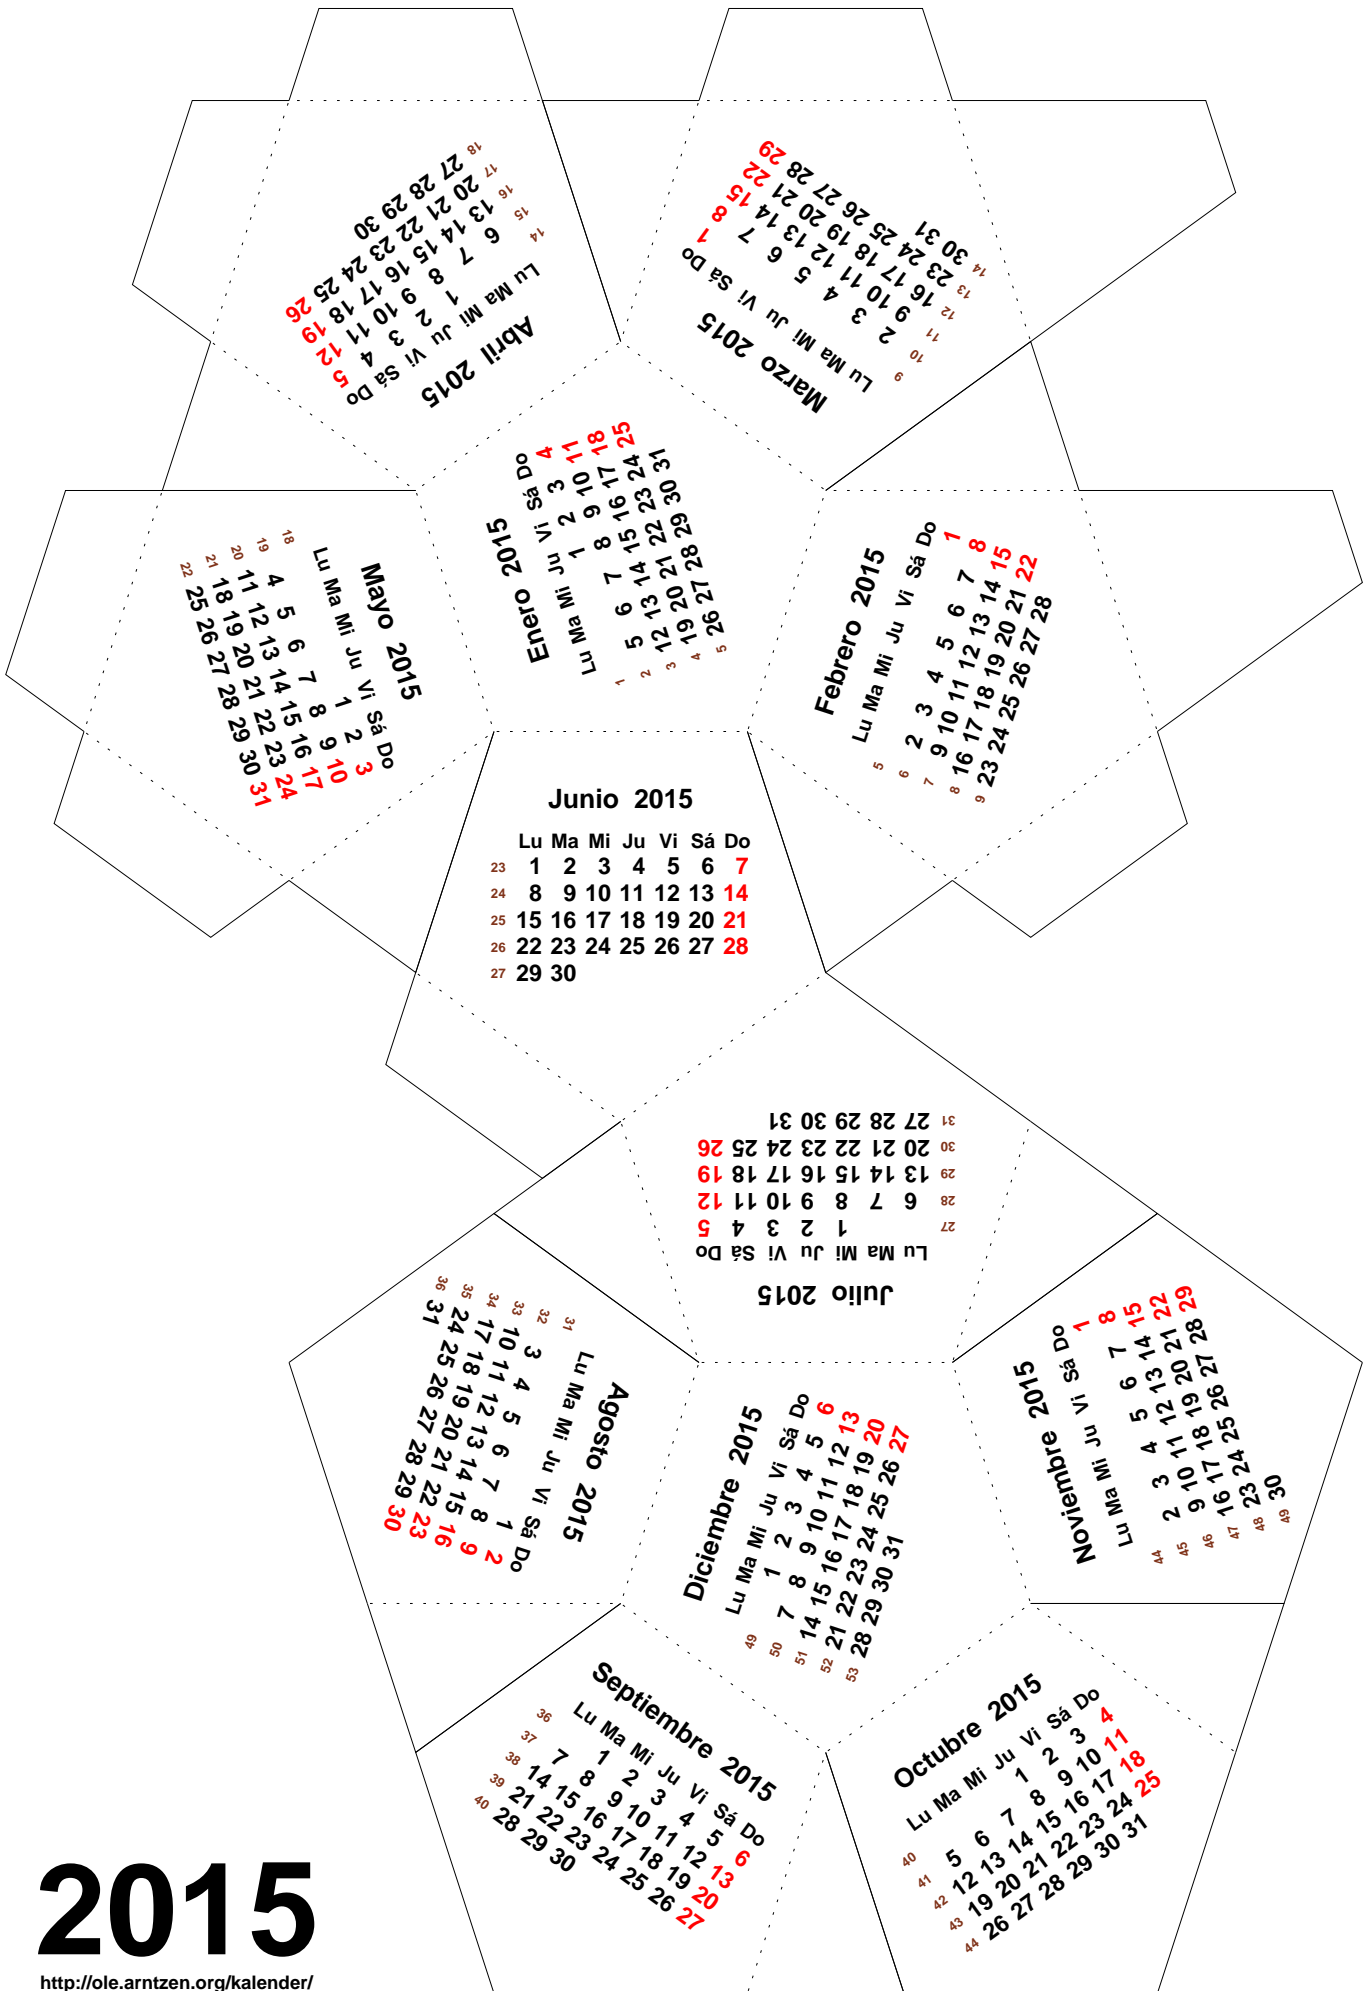 Abril 2015
Lu Ma Mi Ju Vi Sá Do
14 1 2 3 4 5
15 6 7 8 9 10 11 12
16 13 14 15 16 17 18 19
17 20 21 22 23 24 25 26
18 27 28 29 30
Marzo 2015
Lu Ma Mi Ju Vi Sá Do
9 1
10 2 3 4 5 6 7 8
11 9 10 11 12 13 14 15
12 16 17 18 19 20 21 22
13 23 24 25 26 27 28 29
14 30 31
Enero 2015
Lu Ma Mi Ju Vi Sá Do
1 1 2 3 4
2 5 6 7 8 9 10 11
3 12 13 14 15 16 17 18
4 19 20 21 22 23 24 25
5 26 27 28 29 30 31
Mayo 2015
Lu Ma Mi Ju Vi Sá Do
18 1 2 3
19 4 5 6 7 8 9 10
20 11 12 13 14 15 16 17
21 18 19 20 21 22 23 24
22 25 26 27 28 29 30 31
Febrero 2015
Lu Ma Mi Ju Vi Sá Do
5 1
6 2 3 4 5 6 7 8
7 9 10 11 12 13 14 15
8 16 17 18 19 20 21 22
9 23 24 25 26 27 28
Junio 2015
Lu Ma Mi Ju Vi Sá Do
23 1 2 3 4 5 6 7
24 8 9 10 11 12 13 14
25 15 16 17 18 19 20 21
26 22 23 24 25 26 27 28
27 29 30
Julio 2015
Lu Ma Mi Ju Vi Sá Do
27 1 2 3 4 5
28 6 7 8 9 10 11 12
29 13 14 15 16 17 18 19
30 20 21 22 23 24 25 26
31 27 28 29 30 31
Agosto 2015
Lu Ma Mi Ju Vi Sá Do
31 1 2
32 3 4 5 6 7 8 9
33 10 11 12 13 14 15 16
34 17 18 19 20 21 22 23
35 24 25 26 27 28 29 30
36 31
Diciembre 2015
Lu Ma Mi Ju Vi Sá Do
49 1 2 3 4 5 6
50 7 8 9 10 11 12 13
51 14 15 16 17 18 19 20
52 21 22 23 24 25 26 27
53 28 29 30 31
Noviembre 2015
Lu Ma Mi Ju Vi Sá Do
44 1
45 2 3 4 5 6 7 8
46 9 10 11 12 13 14 15
47 16 17 18 19 20 21 22
48 23 24 25 26 27 28 29
49 30
Septiembre 2015
Lu Ma Mi Ju Vi Sá Do
36 1 2 3 4 5 6
37 7 8 9 10 11 12 13
38 14 15 16 17 18 19 20
39 21 22 23 24 25 26 27
40 28 29 30
Octubre 2015
Lu Ma Mi Ju Vi Sá Do
40 1 2 3 4
41 5 6 7 8 9 10 11
42 12 13 14 15 16 17 18
43 19 20 21 22 23 24 25
44 26 27 28 29 30 31
2015
http://ole.arntzen.org/kalender/